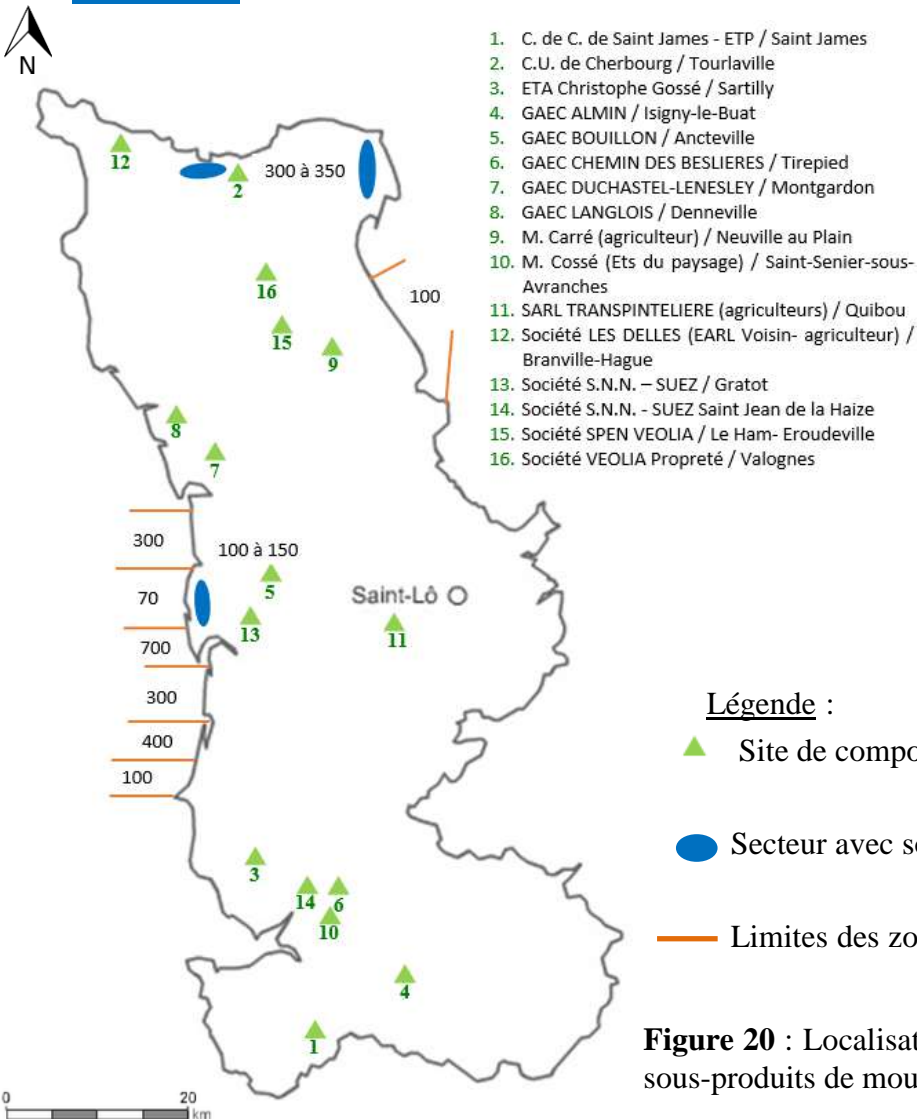 N
1. C. de C. de Saint James - ETP / Saint James
2. C.U. de Cherbourg / Tourlaville
3. ETA Christophe Gossé / Sartilly
4. GAEC ALMIN / Isigny-le-Buat
5. GAEC BOUILLON / Ancteville
6. GAEC CHEMIN DES BESLIERES / Tirepied
7. GAEC DUCHASTEL-LENESLEY / Montgardon
8. GAEC LANGLOIS / Denneville
9. M. Carré (agriculteur) / Neuville au Plain
10. M. Cossé (Ets du paysage) / Saint-Senier-sous-
Avranches
11. SARL TRANSPINTELIERE (agriculteurs) / Quibou
12. Société LES DELLES (EARL Voisin- agriculteur) /
Branville-Hague
13. Société S.N.N. – SUEZ / Gratot
14. Société S.N.N. - SUEZ Saint Jean de la Haize
15. Société SPEN VEOLIA / Le Ham- Eroudeville
16. Société VEOLIA Propreté / Valognes
12
2
300 à 350
16
100
15
9
8
7
300
100 à 150
5
70
Saint-Lô
13
11
700
300
400
100
3
14
6
10
4
1
0
20
km
Légende :
Site de compo
Secteur avec so
Limites des zo
Figure 20 : Localisat
sous-produits de mou